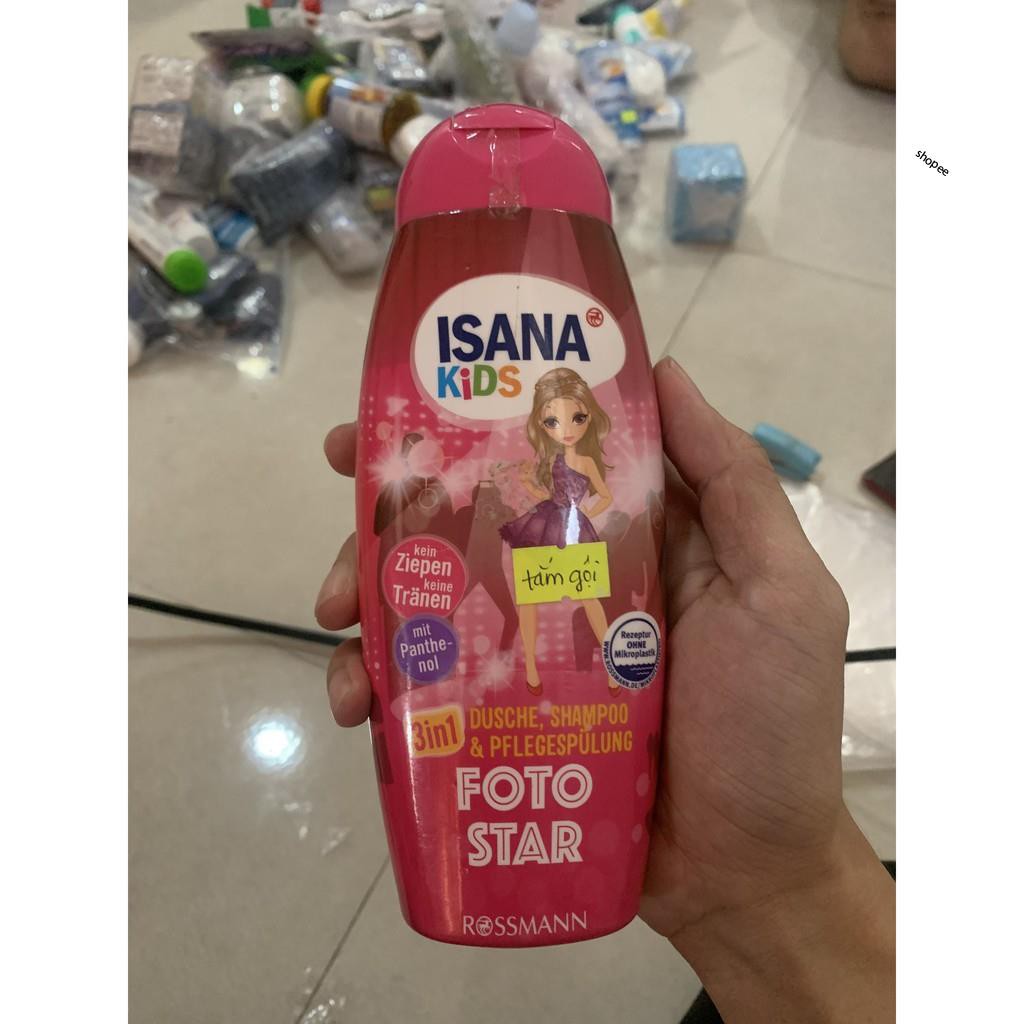 shopee
ISANA
KiDS
kein
Ziepen
keine
Tränen
mit
Panthe-
nol
tắm gội
Rezeptur
OHNE
Mikroplastik
3in1 DUSCHE, SHAMPOO
& PFLEGESPÜLUNG
FOTO
STAR
ROSSMANN